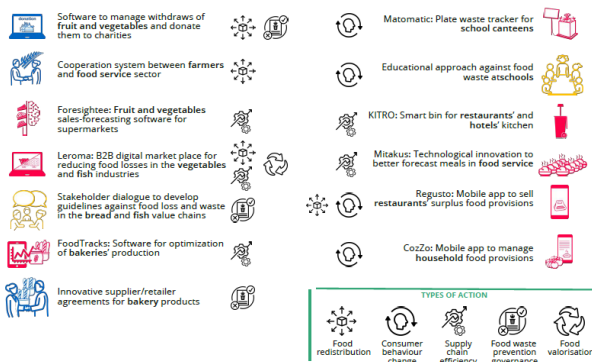 Software to manage withdraws of
fruit and vegetables and donate
them to charities
Cooperation system between farmers
and food service sector
Foresightee: Fruit and vegetables
sales-forecasting software for
supermarkets
Leroma: B2B digital market place for
reducing food losses in the vegetables
and fish industries
Stakeholder dialogue to develop
guidelines against food loss and waste
in the bread and fish value chains
FoodTracks: Software for optimization
of bakeries' production
Innovative supplier/retailer
agreements for bakery products
Matomatic: Plate waste tracker for
school canteens
Educational approach against food
waste atschools
KITRO: Smart bin for restaurants' and
hotels' kitchen
Mitakus: Technological innovation to
better forecast meals in food service
Regusto: Mobile app to sell
restaurants' surplus food provisions
CozZo: Mobile app to manage
household food provisions
TYPES OF ACTION
Food
redistribution
Consumer
behaviour
change
Supply
chain
efficiency
Food waste
prevention
governance
Food
valorisation